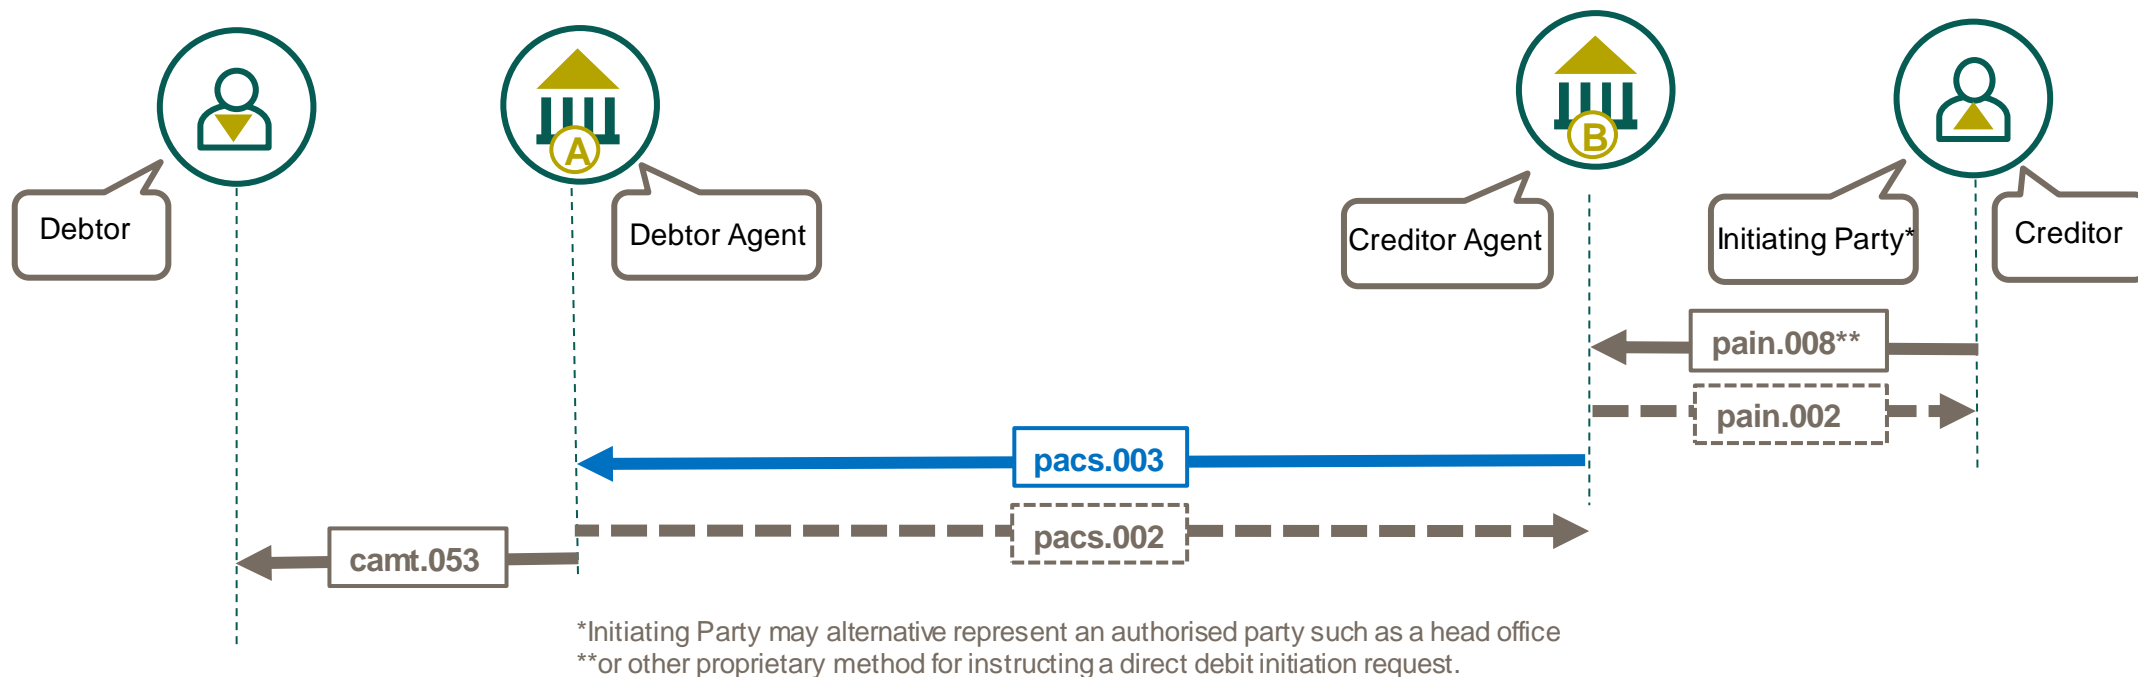 A
B
Debtor
Debtor Agent
Creditor Agent
Initiating Party*
Creditor
pain.008**
pain.002
pacs.003
pacs.002
camt.053
*Initiating Party may alternative represent an authorised party such as a head office
**or other proprietary method for instructing a direct debit initiation request.